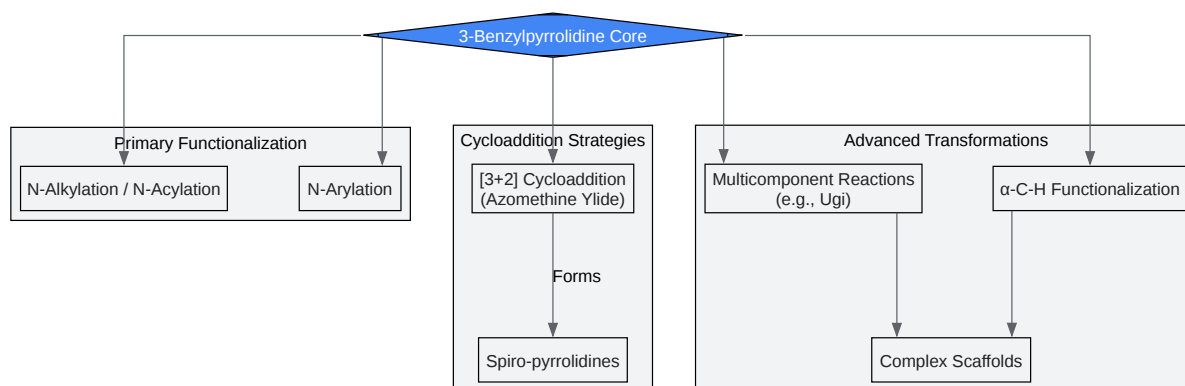 3-Benzylpyrrolidine Core
Primary Functionalization
Cycloaddition Strategies
Advanced Transformations
N-Alkylation / N-Acylation
N-Arylation
[3+2] Cycloaddition
(Azomethine Ylide)
Multicomponent Reactions
(e.g., Ugi)
α-C-H Functionalization
Forms
Spiro-pyrrolidines
Complex Scaffolds